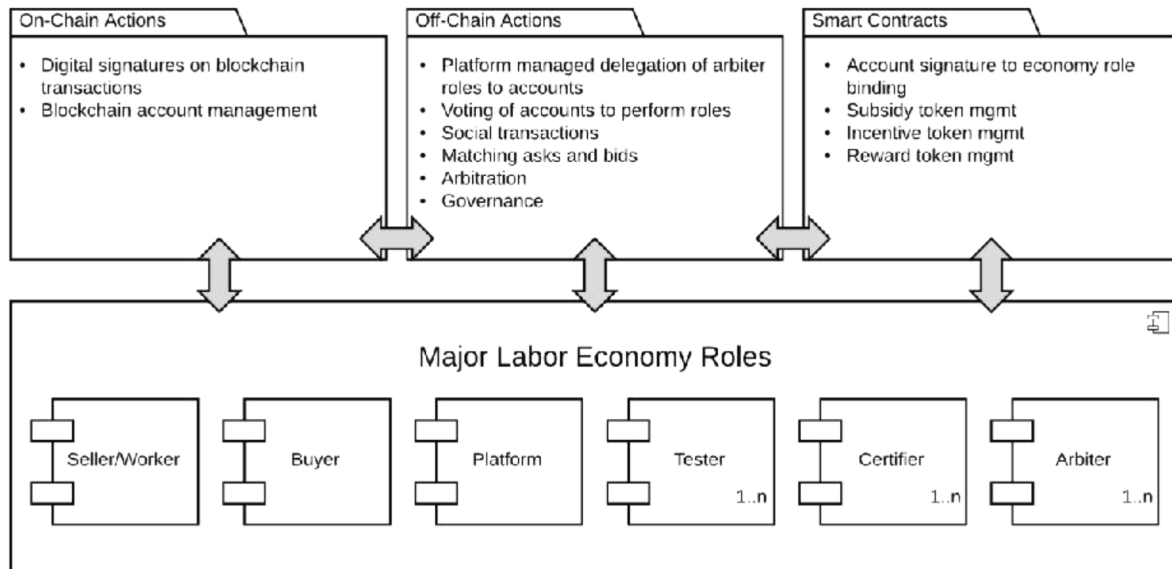 On-Chain Actions
• Digital signatures on blockchain
transactions
• Blockchain account management
Off-Chain Actions
• Platform managed delegation of arbiter
roles to accounts
• Voting of accounts to perform roles
• Social transactions
• Matching asks and bids
• Arbitration
• Governance
Smart Contracts
• Account signature to economy role
binding
• Subsidy token mgmt
• Incentive token mgmt
• Reward token mgmt
Major Labor Economy Roles
Seller/Worker
Buyer
Platform
Tester
1..n
Certifier
1..n
Arbiter
1..n